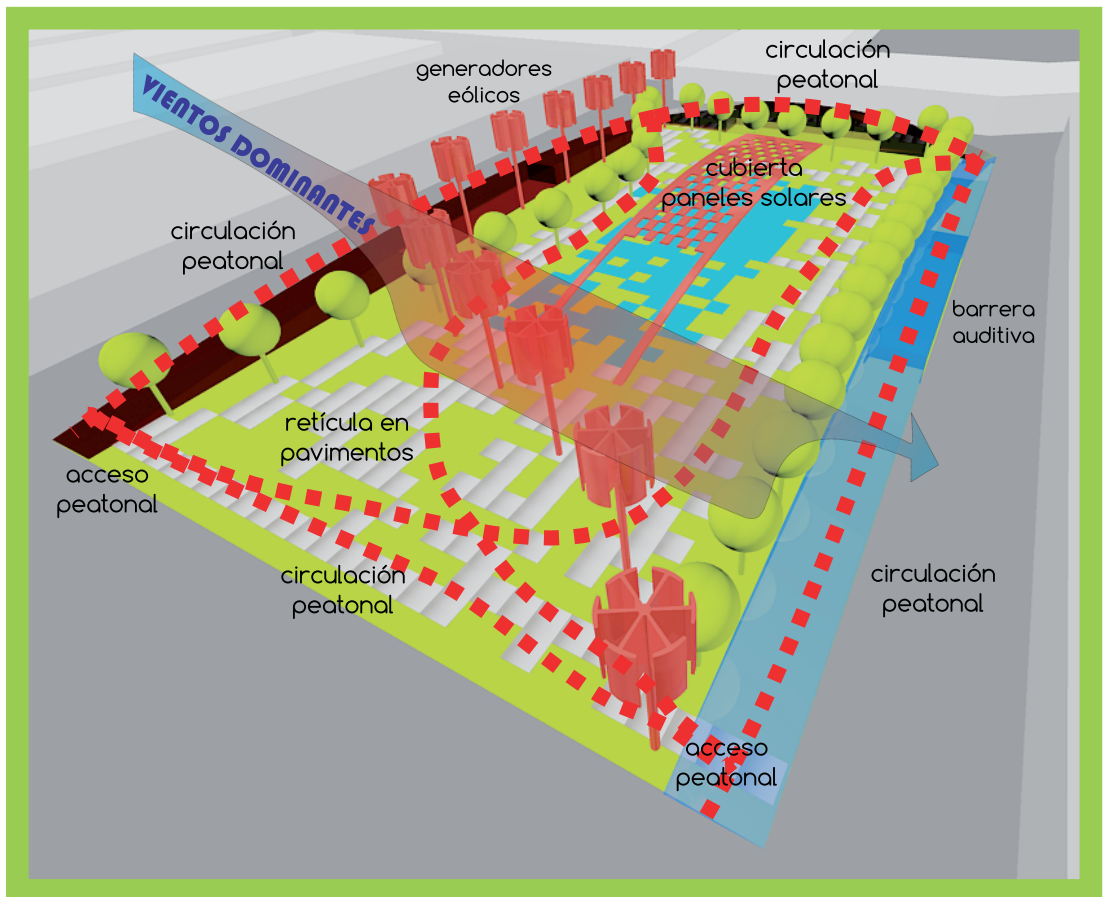 circulación
peatonal
generadores
eólicos
VIENTOS DOMINANTES
cubierta
paneles solares
circulación
peatonal
barrera
auditiva
retícula en
pavimentos
acceso
peatonal
circulación
peatonal
circulación
peatonal
acceso
peatonal